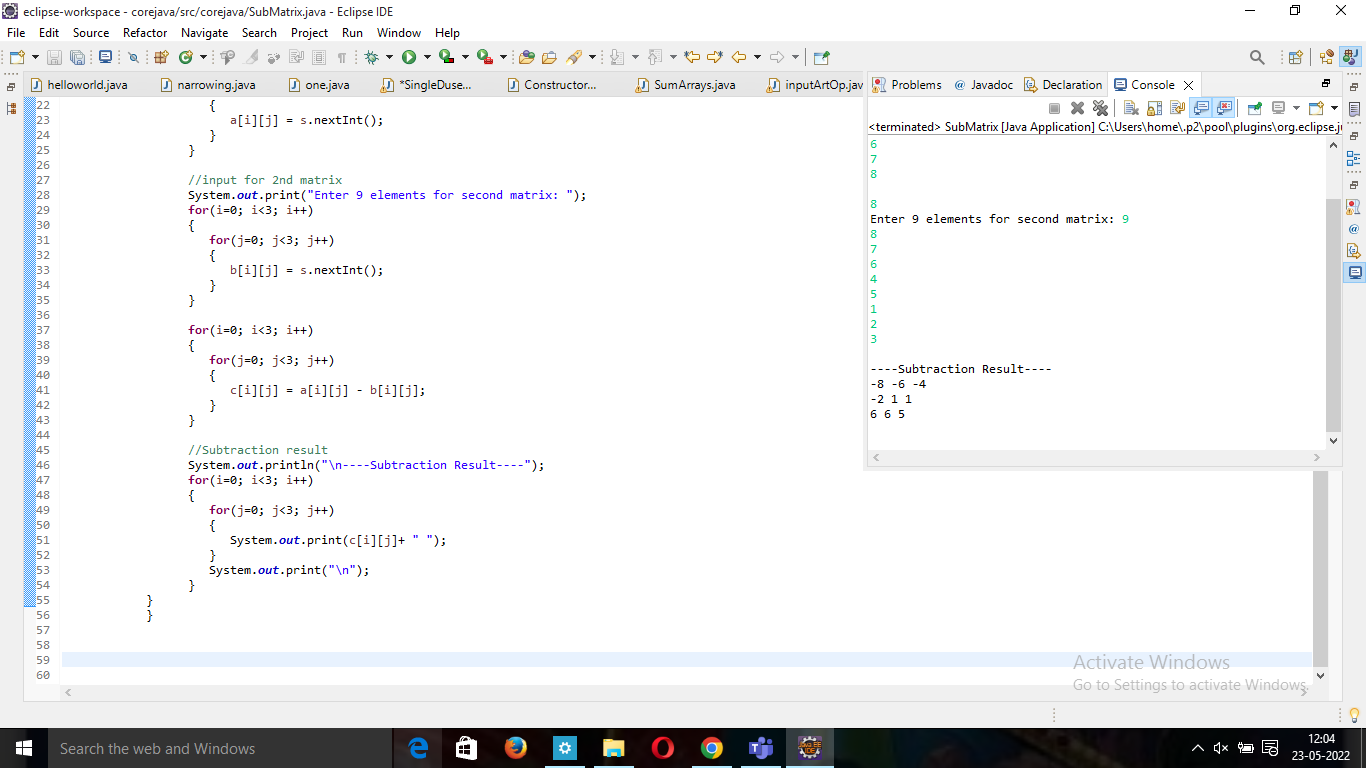 eclipse-workspace - corejava/src/corejava/SubMatrix.java - Eclipse IDE
File Edit Source Refactor Navigate Search Project Run Window Help
helloworld.java narrowing.java one.java *SingleDuse... Constructor... SumArrays.java inputArtOp.jav
22 {
23 a[i][j] = s.nextInt();
24 }
25 }
26
27 //input for 2nd matrix
28 System.out.print("Enter 9 elements for second matrix: ");
29 for(i=0; i<3; i++)
30 {
31 for(j=0; j<3; j++)
32 {
33 b[i][j] = s.nextInt();
34 }
35 }
36
37 for(i=0; i<3; i++)
38 {
39 for(j=0; j<3; j++)
40 {
41 c[i][j] = a[i][j] - b[i][j];
42 }
43 }
44
45 //Subtraction result
46 System.out.println("\n----Subtraction Result----");
47 for(i=0; i<3; i++)
48 {
49 for(j=0; j<3; j++)
50 {
51 System.out.print(c[i][j]+ " ");
52 }
53 System.out.print("\n");
54 }
55 }
56 }
57
58
59
60
Problems @ Javadoc Declaration Console
<terminated> SubMatrix [Java Application] C:\Users\home\.p2\pool\plugins\org.eclipse.j
6
7
8
8
Enter 9 elements for second matrix: 9
8
7
6
4
5
1
2
3
----Subtraction Result----
-8 -6 -4
-2 1 1
6 6 5
Activate Windows
Go to Settings to activate Windows.
Search the web and Windows
12:04
23-05-2022